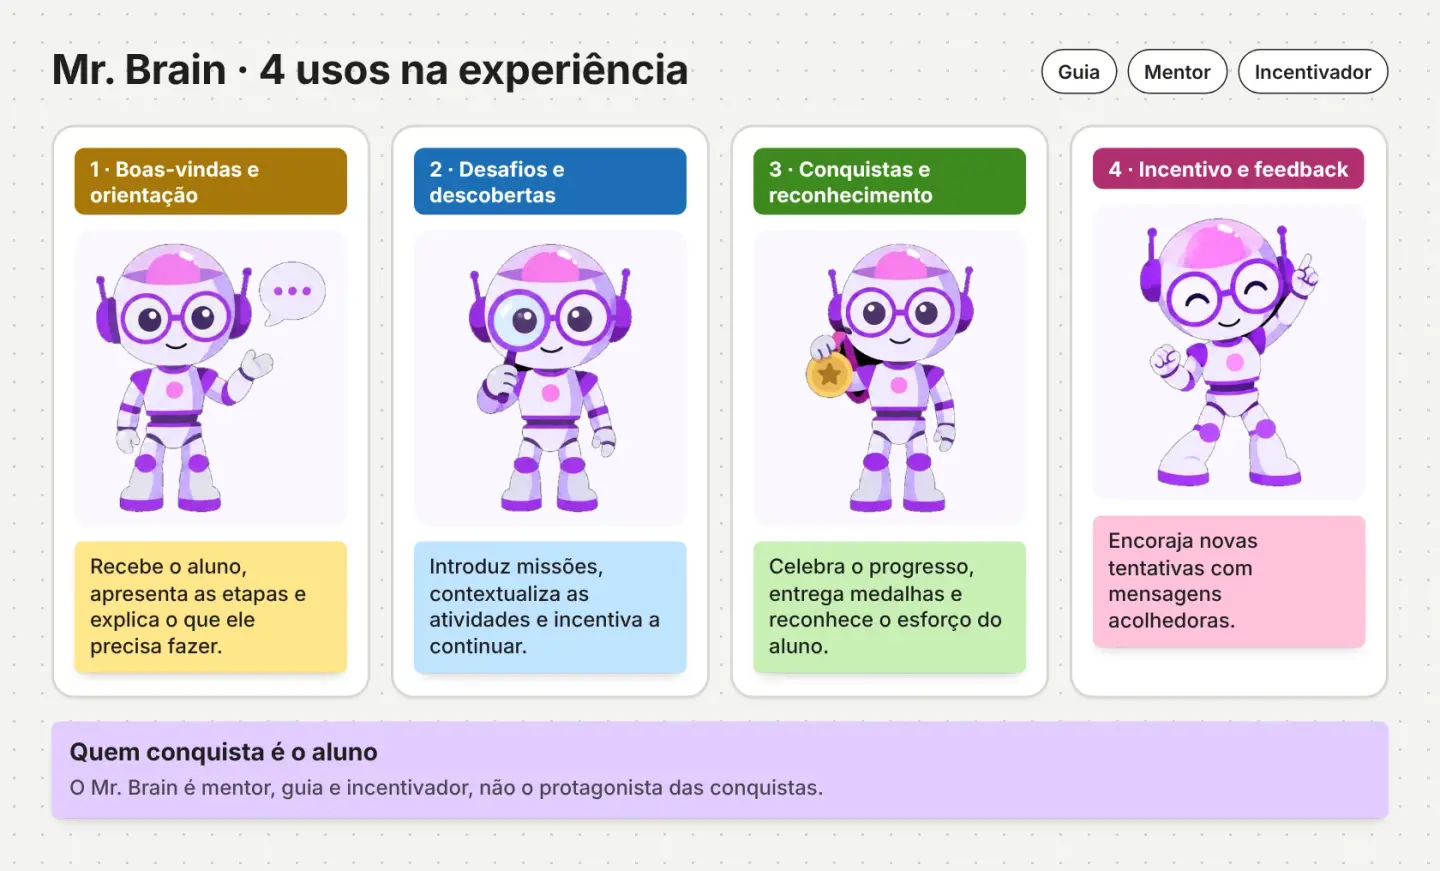 Mr. Brain · 4 usos na experiência
Guia
Mentor
Incentivador
1 · Boas-vindas e
orientação
Recebe o aluno,
apresenta as etapas e
explica o que ele
precisa fazer.
2 · Desafios e
descobertas
Introduz missões,
contextualiza as
atividades e incentiva a
continuar.
3 · Conquistas e
reconhecimento
Celebra o progresso,
entrega medalhas e
reconhece o esforço do
aluno.
4 · Incentivo e feedback
Encoraja novas
tentativas com
mensagens
acolhedoras.
Quem conquista é o aluno
O Mr. Brain é mentor, guia e incentivador, não o protagonista das conquistas.